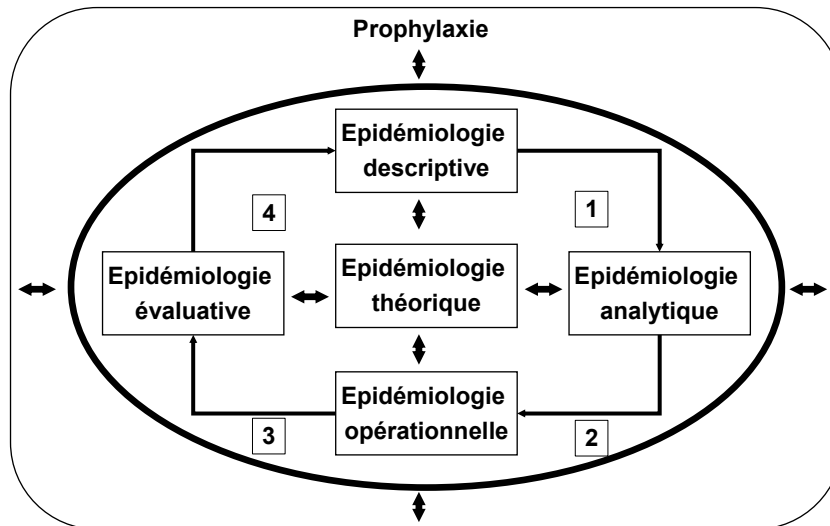 Prophylaxie
Epidémiologie
descriptive
4
1
Epidémiologie
évaluative
Epidémiologie
théorique
Epidémiologie
analytique
Epidémiologie
opérationnelle
3
2